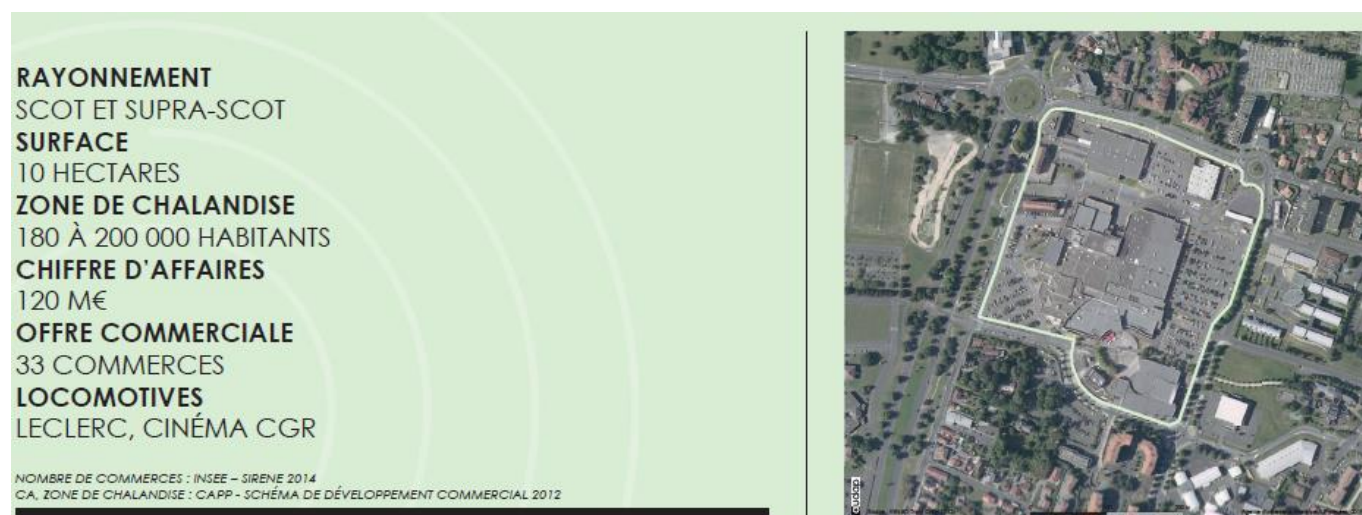 RAYONNEMENT
SCOT ET SUPRA-SCOT
SURFACE
10 HECTARES
ZONE DE CHALANDISE
180 À 200 000 HABITANTS
CHIFFRE D'AFFAIRES
120 M€
OFFRE COMMERCIALE
33 COMMERCES
LOCOMOTIVES
LECLERC, CINÉMA CGR
NOMBRE DE COMMERCES : INSEE – SIRENE 2014
CA, ZONE DE CHALANDISE : CAPP - SCHÉMA DE DÉVELOPPEMENT COMMERCIAL 2012
audap